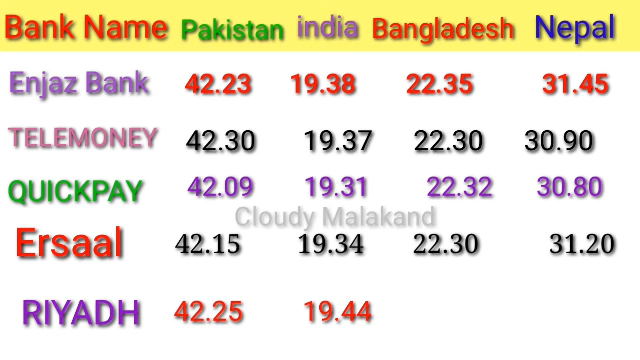 Bank Name Pakistan india Bangladesh Nepal
Enjaz Bank 42.23 19.38 22.35 31.45
TELEMONEY 42.30 19.37 22.30 30.90
QUICKPAY 42.09 19.31 22.32 30.80
Cloudy Malakand
Ersaal 42.15 19.34 22.30 31.20
RIYADH 42.25 19.44